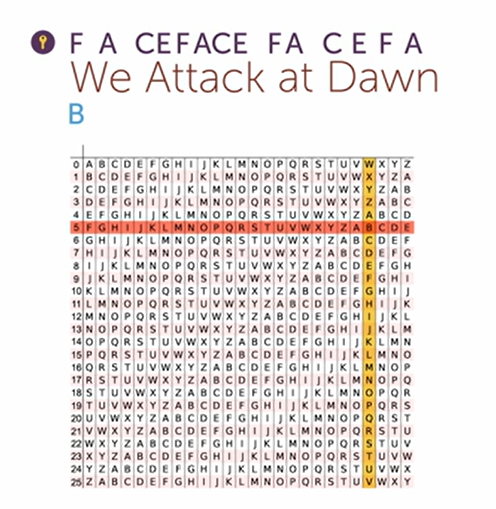 F A CEFACE FA C E F A
We Attack at Dawn
B
0 A B C D E F G H I J K L M N O P Q R S T U V W X Y Z
1 B C D E F G H I J K L M N O P Q R S T U V W X Y Z A
2 C D E F G H I J K L M N O P Q R S T U V W X Y Z A B
3 D E F G H I J K L M N O P Q R S T U V W X Y Z A B C
4 E F G H I J K L M N O P Q R S T U V W X Y Z A B C D
5 F G H I J K L M N O P Q R S T U V W X Y Z A B C D E
6 G H I J K L M N O P Q R S T U V W X Y Z A B C D E F
7 H I J K L M N O P Q R S T U V W X Y Z A B C D E F G
8 I J K L M N O P Q R S T U V W X Y Z A B C D E F G H
9 J K L M N O P Q R S T U V W X Y Z A B C D E F G H I
10 K L M N O P Q R S T U V W X Y Z A B C D E F G H I J
11 L M N O P Q R S T U V W X Y Z A B C D E F G H I J K
12 M N O P Q R S T U V W X Y Z A B C D E F G H I J K L
13 N O P Q R S T U V W X Y Z A B C D E F G H I J K L M
14 O P Q R S T U V W X Y Z A B C D E F G H I J K L M N
15 P Q R S T U V W X Y Z A B C D E F G H I J K L M N O
16 Q R S T U V W X Y Z A B C D E F G H I J K L M N O P
17 R S T U V W X Y Z A B C D E F G H I J K L M N O P Q
18 S T U V W X Y Z A B C D E F G H I J K L M N O P Q R
19 T U V W X Y Z A B C D E F G H I J K L M N O P Q R S
20 U V W X Y Z A B C D E F G H I J K L M N O P Q R S T
21 V W X Y Z A B C D E F G H I J K L M N O P Q R S T U
22 W X Y Z A B C D E F G H I J K L M N O P Q R S T U V
23 X Y Z A B C D E F G H I J K L M N O P Q R S T U V W
24 Y Z A B C D E F G H I J K L M N O P Q R S T U V W X
25 Z A B C D E F G H I J K L M N O P Q R S T U V W X Y